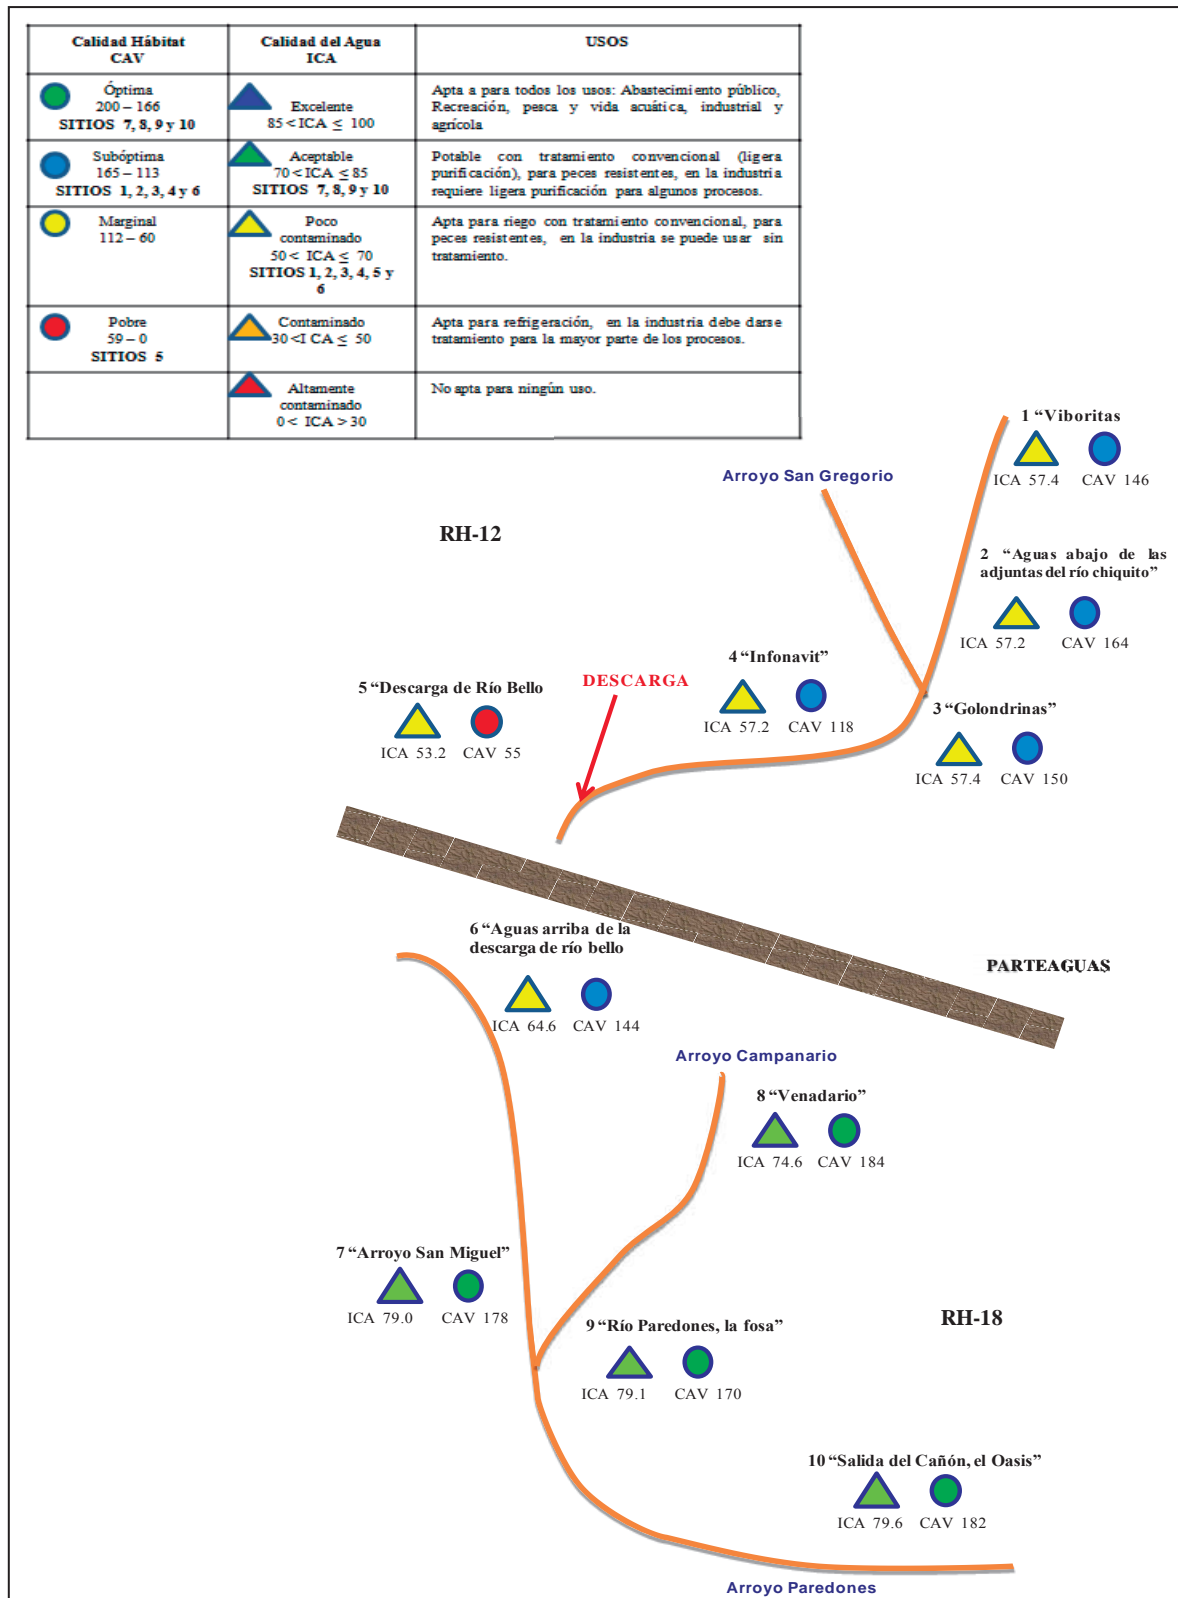 Calidad Hábitat
CAV
Calidad del Agua
ICA
USOS
Óptima
200 – 166
SITIOS 7, 8, 9 y 10
Excelente
85 < ICA ≤ 100
Apta a para todos los usos: Abastecimiento público,
Recreación, pesca y vida acuática, industrial y
agrícola
Subóptima
165 – 113
SITIOS 1, 2, 3, 4 y 6
Aceptable
70 < ICA ≤ 85
SITIOS 7, 8, 9 y 10
Potable con tratamiento convencional (ligera
purificación), para peces resistentes, en la industria
requiere ligera purificación para algunos procesos.
Marginal
112 – 60
Poco
contaminado
50 < ICA ≤ 70
SITIOS 1, 2, 3, 4, 5 y
6
Apta para riego con tratamiento convencional, para
peces resistentes, en la industria se puede usar sin
tratamiento.
Pobre
59 – 0
SITIOS 5
Contaminado
30 <I CA ≤ 50
Apta para refrigeración, en la industria debe darse
tratamiento para la mayor parte de los procesos.
Altamente
contaminado
0 < ICA > 30
No apta para ningún uso.
1 “Viboritas
ICA 57.4 CAV 146
Arroyo San Gregorio
RH-12
2 “Aguas abajo de las
adjuntas del río chiquito”
ICA 57.2 CAV 164
4 “Infonavit”
ICA 57.2 CAV 118
DESCARGA
5 “Descarga de Río Bello
ICA 53.2 CAV 55
3 “Golondrinas”
ICA 57.4 CAV 150
6 “Aguas arriba de la
descarga de río bello
ICA 64.6 CAV 144
PARTEAGUAS
Arroyo Campanario
8 “Venadario”
ICA 74.6 CAV 184
7 “Arroyo San Miguel”
ICA 79.0 CAV 178
RH-18
9 “Río Paredones, la fosa”
ICA 79.1 CAV 170
10 “Salida del Cañón, el Oasis”
ICA 79.6 CAV 182
Arroyo Paredones